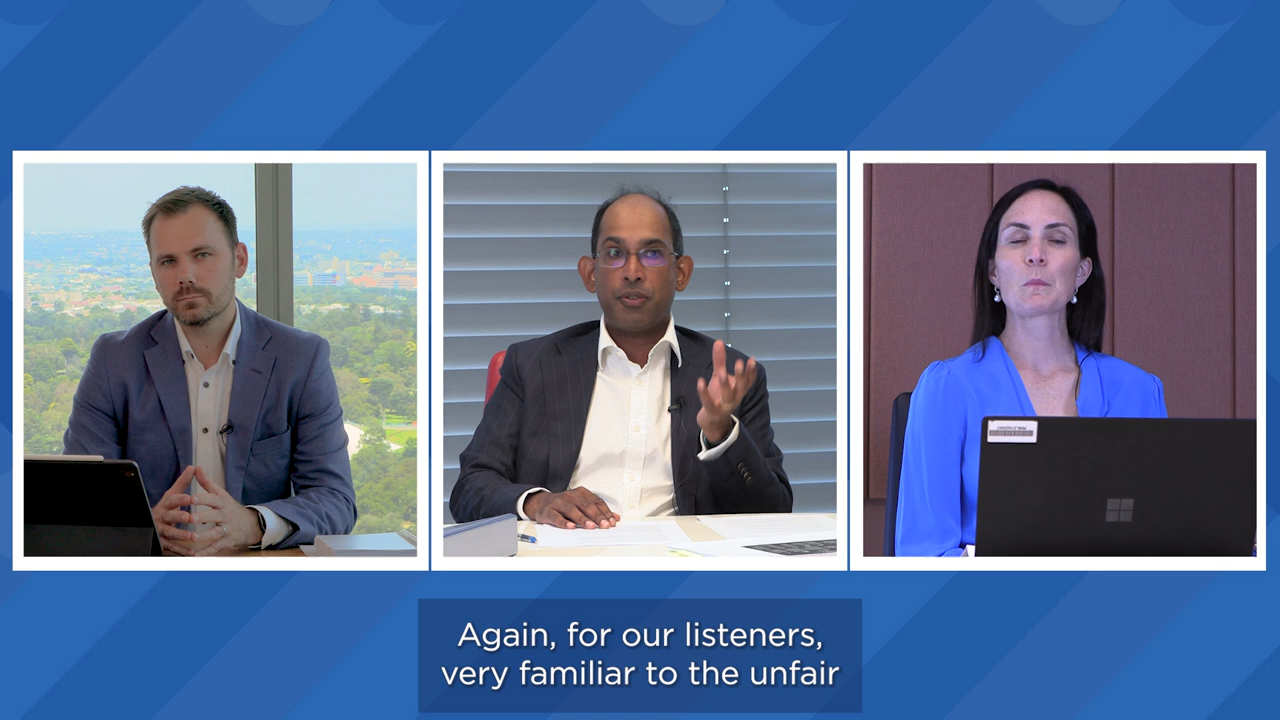 Again, for our listeners,
very familiar to the unfair